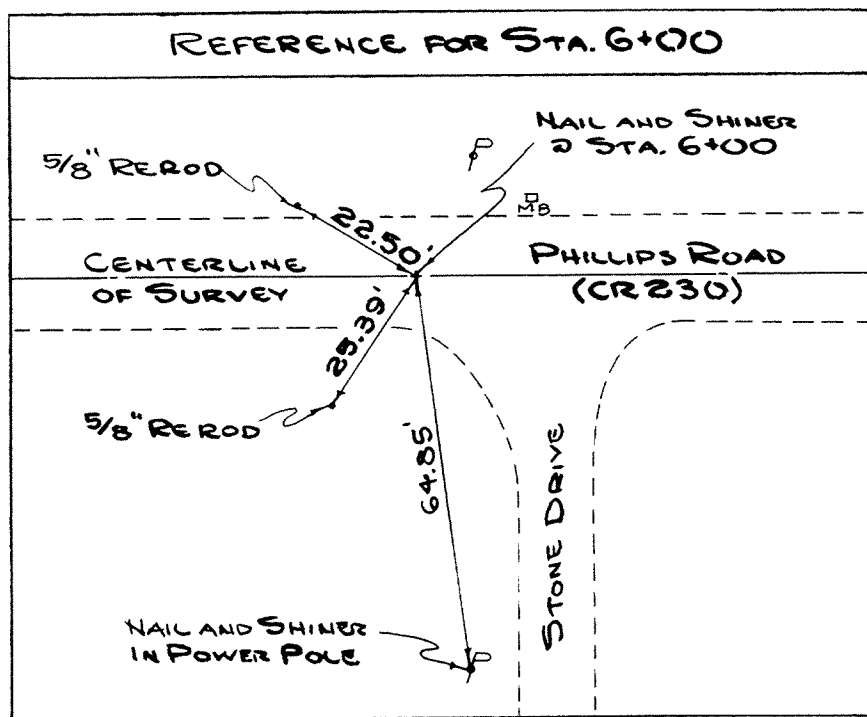 REFERENCE FOR STA. 6+00
NAIL AND SHINER
@ STA. 6+00
5/8" REROD
MB
22.50'
CENTERLINE
OF SURVEY
PHILLIPS ROAD
(CR230)
25.39'
5/8" REROD
64.85'
STONE DRIVE
NAIL AND SHINER
IN POWER POLE